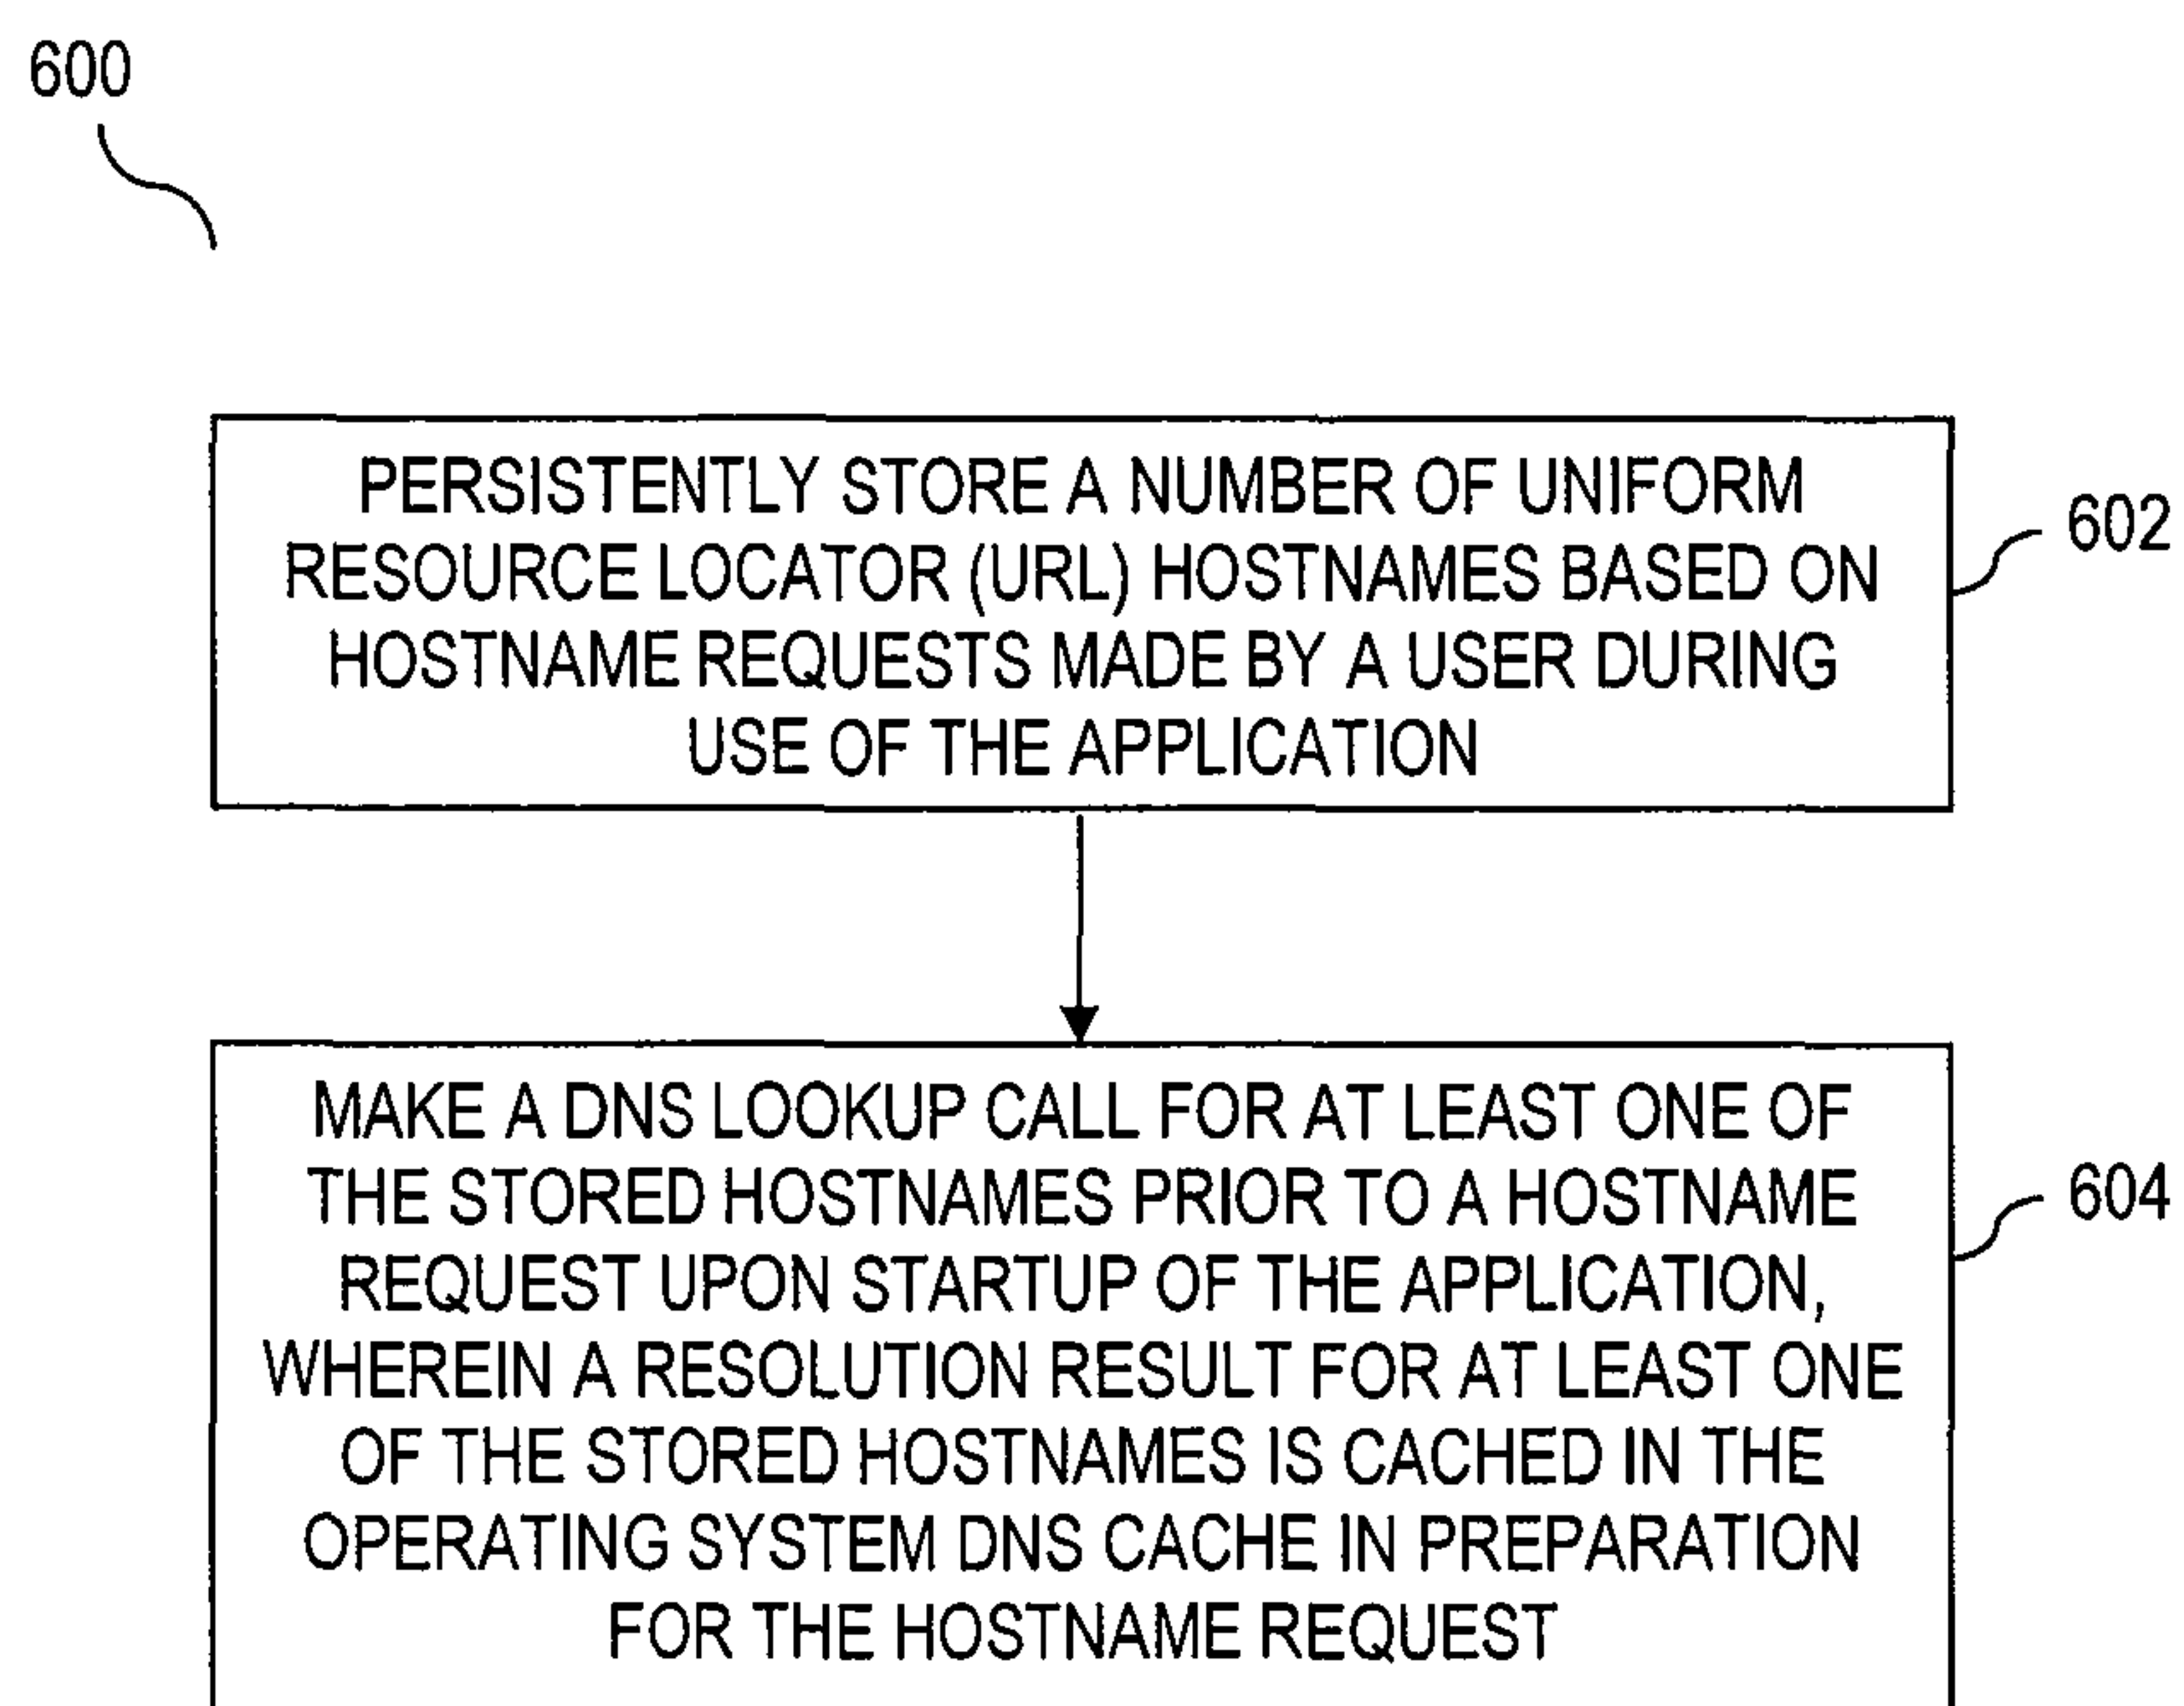 600
PERSISTENTLY STORE A NUMBER OF UNIFORM
RESOURCE LOCATOR (URL) HOSTNAMES BASED ON
HOSTNAME REQUESTS MADE BY A USER DURING
USE OF THE APPLICATION
602
MAKE A DNS LOOKUP CALL FOR AT LEAST ONE OF
THE STORED HOSTNAMES PRIOR TO A HOSTNAME
REQUEST UPON STARTUP OF THE APPLICATION,
WHEREIN A RESOLUTION RESULT FOR AT LEAST ONE
OF THE STORED HOSTNAMES IS CACHED IN THE
OPERATING SYSTEM DNS CACHE IN PREPARATION
FOR THE HOSTNAME REQUEST
604